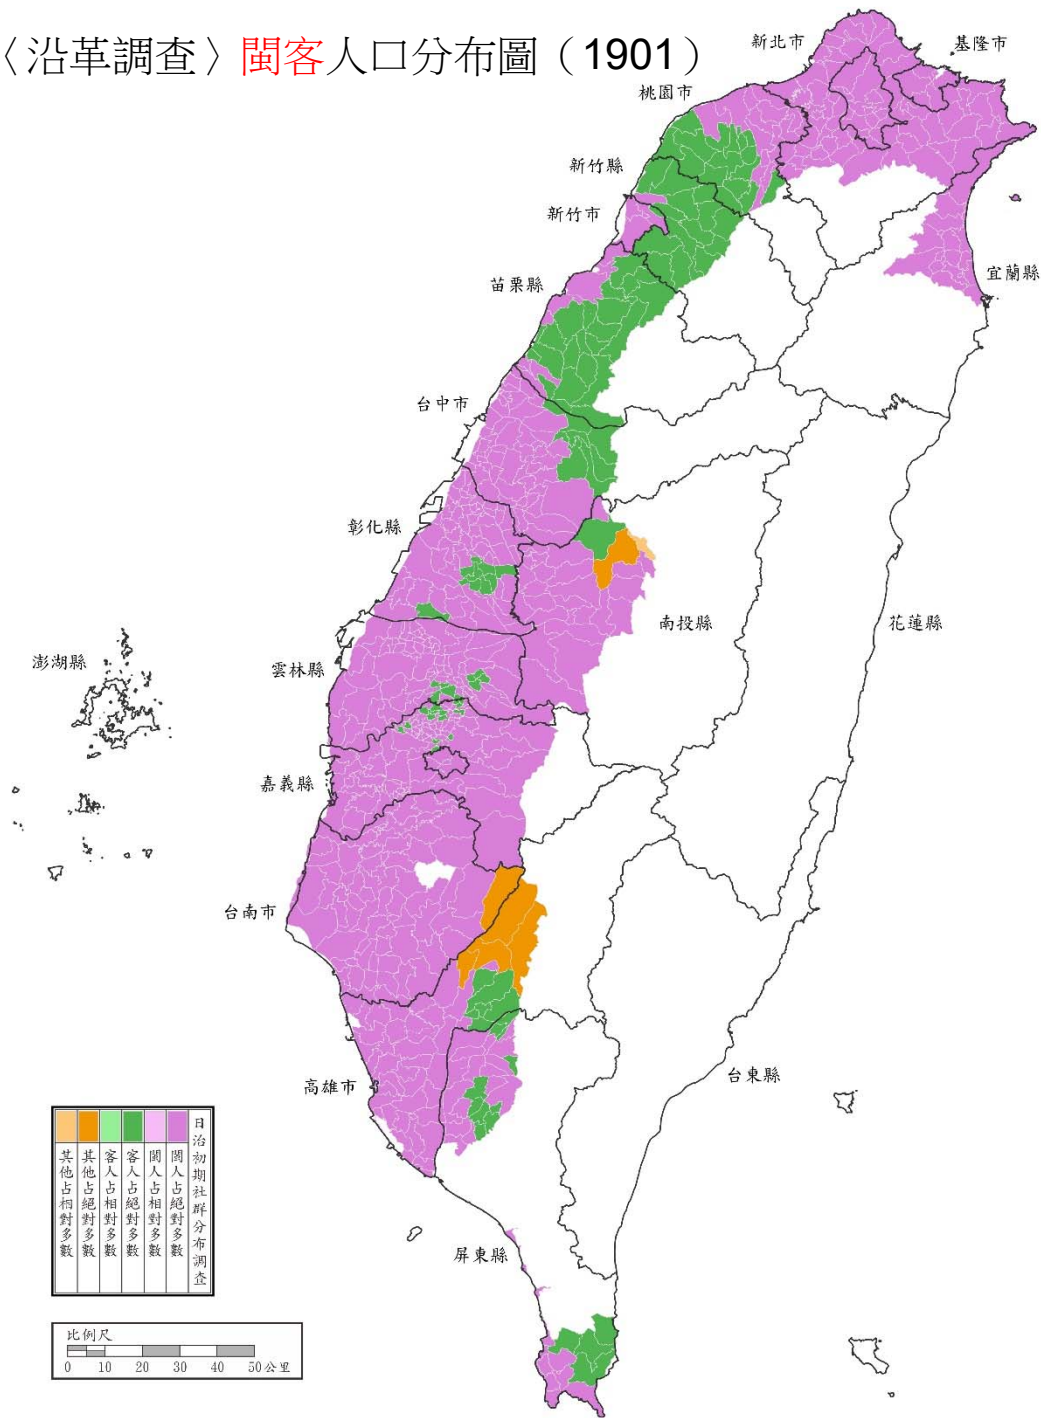 〈沿革調查〉閩客人口分布圖（1901）
新北市
基隆市
桃園市
新竹縣
新竹市
苗栗縣
宜蘭縣
台中市
彰化縣
南投縣
花蓮縣
澎湖縣
雲林縣
嘉義縣
台南市
高雄市
台東縣
屏東縣
日治初期社群分布調查
閩人占絕對多數
閩人占相對多數
客人占絕對多數
客人占相對多數
其他占絕對多數
其他占相對多數
比例尺
0 10 20 30 40 50公里